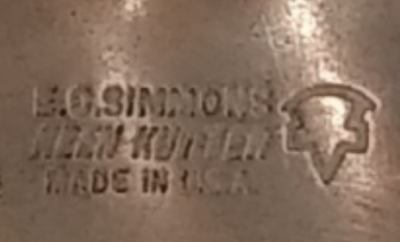 E.C. SIMMONS
KEEN KUTTER
MADE IN U.S.A.